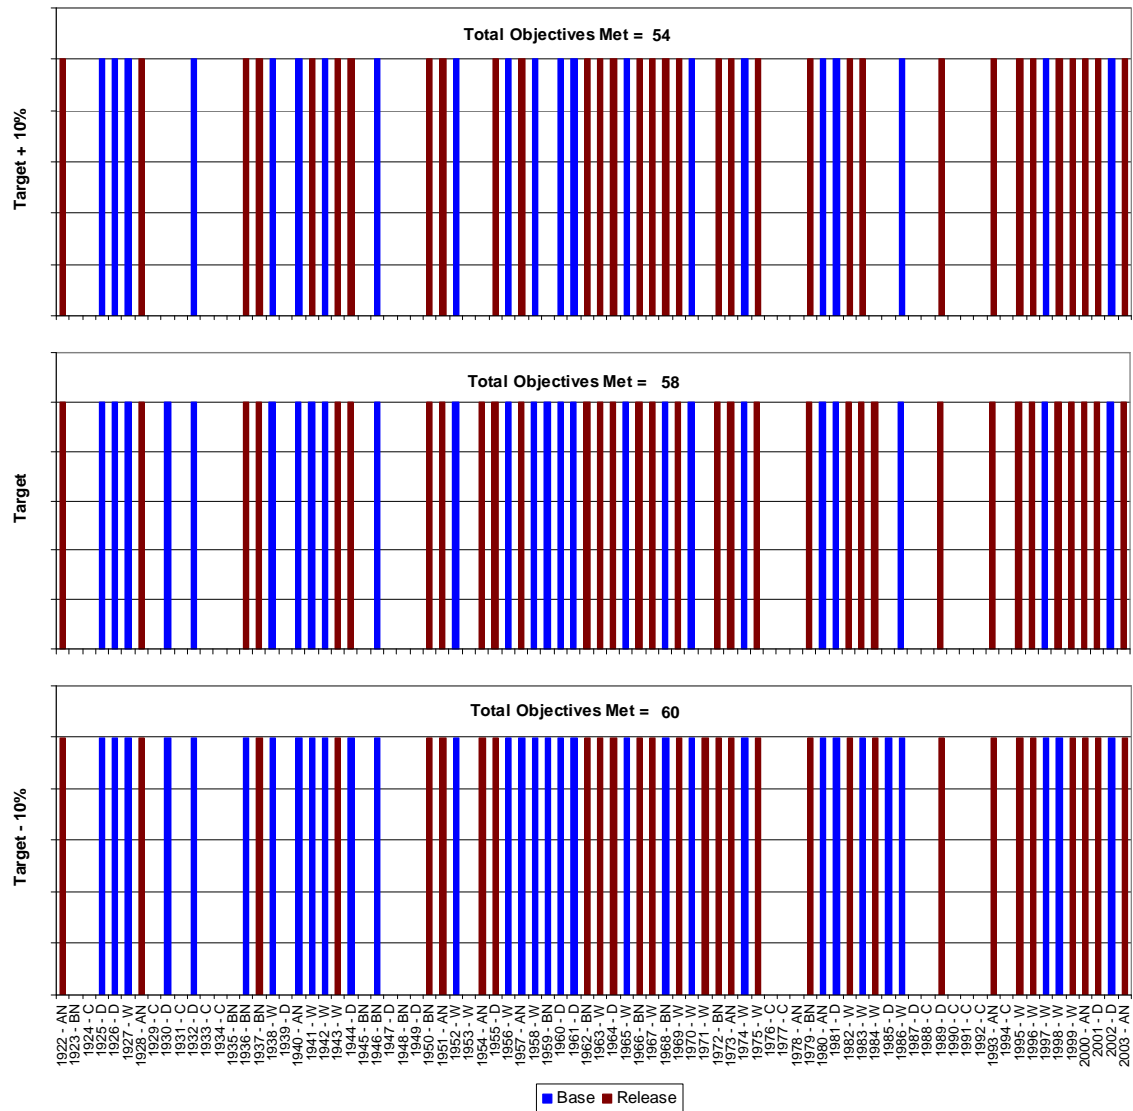 Total Objectives Met = 54
Target + 10%
Total Objectives Met = 58
Target
Total Objectives Met = 60
Target - 10%
1922 - AN
1923 - BN
1924 - C
1925 - D
1926 - D
1927 - W
1928 - AN
1929 - C
1930 - D
1931 - C
1932 - D
1933 - C
1934 - C
1935 - BN
1936 - BN
1937 - BN
1938 - W
1939 - D
1940 - AN
1941 - W
1942 - W
1943 - W
1944 - D
1945 - BN
1946 - BN
1947 - D
1948 - BN
1949 - D
1950 - BN
1951 - AN
1952 - W
1953 - W
1954 - AN
1955 - D
1956 - W
1957 - AN
1958 - W
1959 - BN
1960 - D
1961 - D
1962 - BN
1963 - W
1964 - D
1965 - W
1966 - BN
1967 - W
1968 - BN
1969 - W
1970 - W
1971 - W
1972 - BN
1973 - AN
1974 - W
1975 - W
1976 - C
1977 - C
1978 - AN
1979 - BN
1980 - AN
1981 - D
1982 - W
1983 - W
1984 - W
1985 - D
1986 - W
1987 - D
1988 - C
1989 - D
1990 - C
1991 - C
1992 - C
1993 - AN
1994 - C
1995 - W
1996 - W
1997 - W
1998 - W
1999 - W
2000 - AN
2001 - D
2002 - D
2003 - AN
Base Release